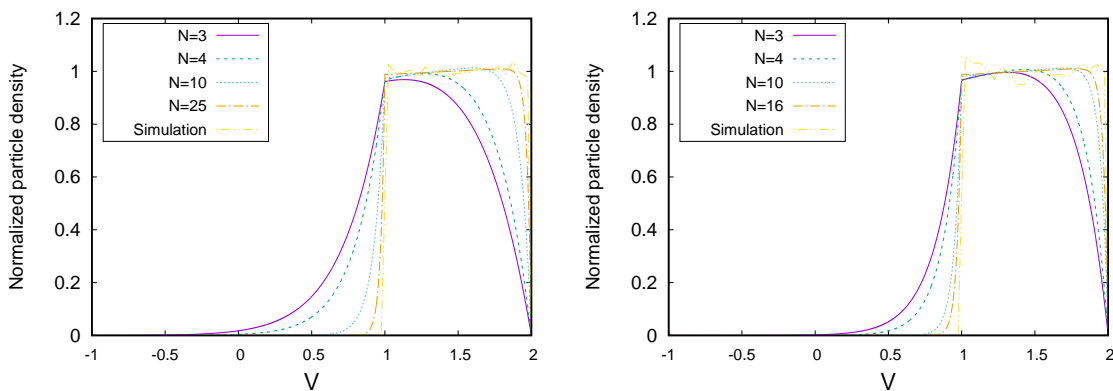 1.2
1
0.8
0.6
0.4
0.2
0
Normalized particle density
N=3
N=4
N=10
N=25
Simulation
-1 -0.5 0 0.5 1 1.5 2
V
1.2
1
0.8
0.6
0.4
0.2
0
Normalized particle density
N=3
N=4
N=10
N=16
Simulation
-1 -0.5 0 0.5 1 1.5 2
V